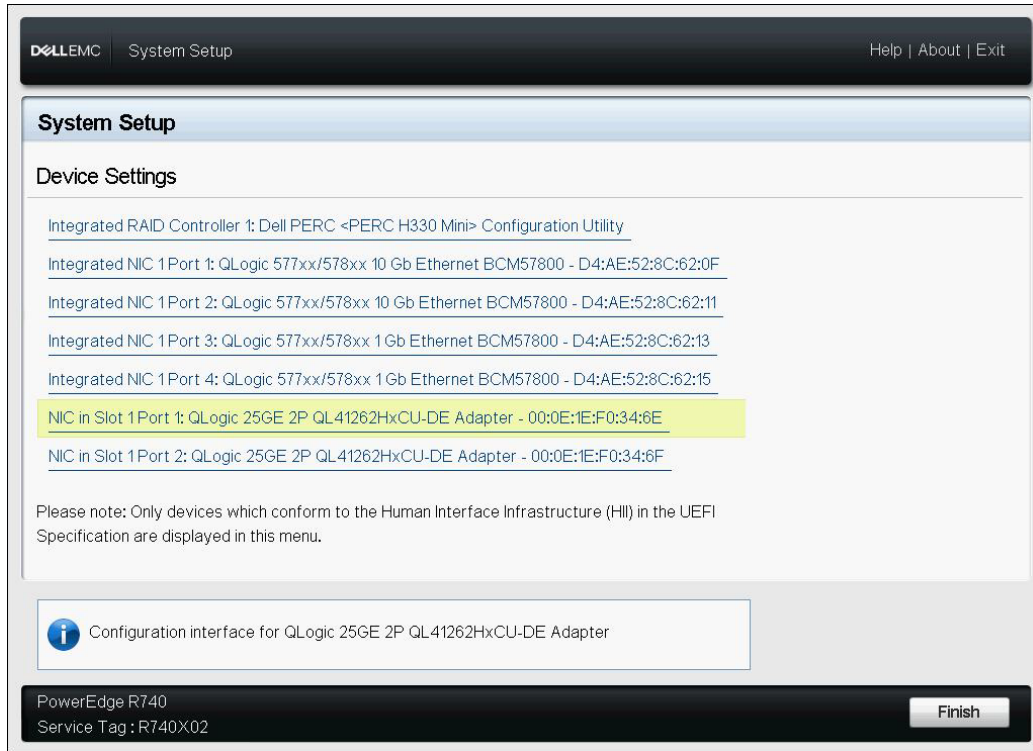 DELLEMC System Setup Help | About | Exit
System Setup
Device Settings
Integrated RAID Controller 1: Dell PERC <PERC H330 Mini> Configuration Utility
Integrated NIC 1 Port 1: QLogic 577xx/578xx 10 Gb Ethernet BCM57800 - D4:AE:52:8C:62:0F
Integrated NIC 1 Port 2: QLogic 577xx/578xx 10 Gb Ethernet BCM57800 - D4:AE:52:8C:62:11
Integrated NIC 1 Port 3: QLogic 577xx/578xx 1 Gb Ethernet BCM57800 - D4:AE:52:8C:62:13
Integrated NIC 1 Port 4: QLogic 577xx/578xx 1 Gb Ethernet BCM57800 - D4:AE:52:8C:62:15
NIC in Slot 1 Port 1: QLogic 25GE 2P QL41262HxCU-DE Adapter - 00:0E:1E:F0:34:6E
NIC in Slot 1 Port 2: QLogic 25GE 2P QL41262HxCU-DE Adapter - 00:0E:1E:F0:34:6F
Please note: Only devices which conform to the Human Interface Infrastructure (HII) in the UEFI
Specification are displayed in this menu.
Configuration interface for QLogic 25GE 2P QL41262HxCU-DE Adapter
PowerEdge R740
Service Tag : R740X02
Finish